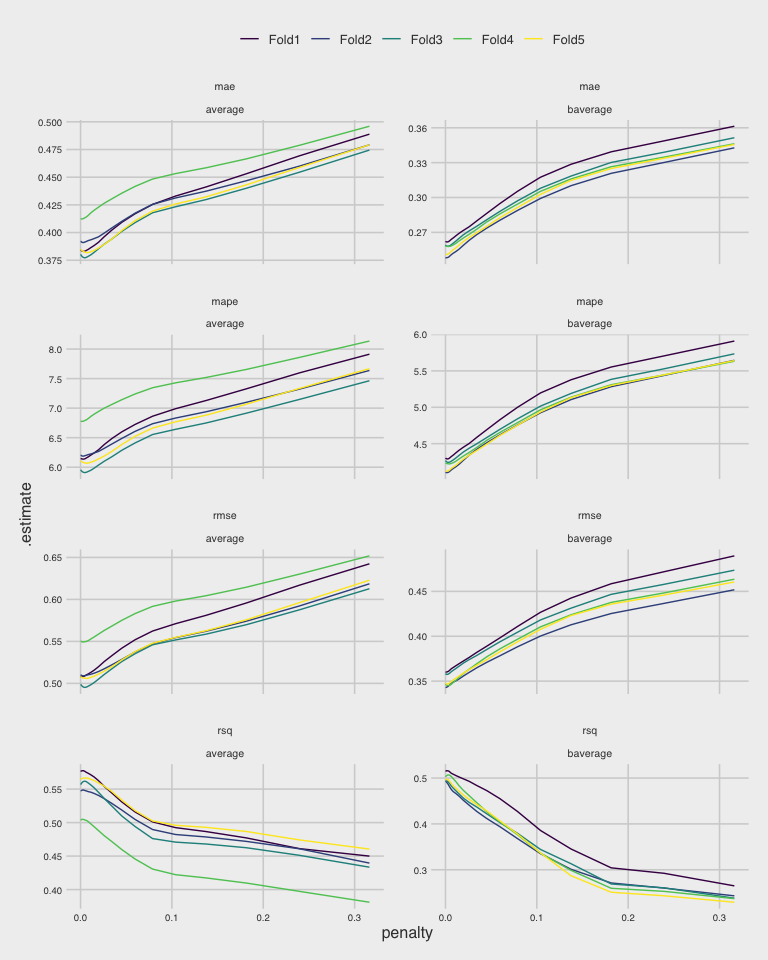 Fold1 Fold2 Fold3 Fold4 Fold5
mae mae
average baverage
0.500
0.475
0.450
0.425
0.400
0.375
0.36
0.33
0.30
0.27
mape mape
average baverage
8.0
7.5
7.0
6.5
6.0
6.0
5.5
5.0
4.5
.estimate
rmse rmse
average baverage
0.65
0.60
0.55
0.50
0.45
0.40
0.35
rsq rsq
average baverage
0.55
0.50
0.45
0.40
0.5
0.4
0.3
0.0 0.1 0.2 0.3 0.0 0.1 0.2 0.3
penalty